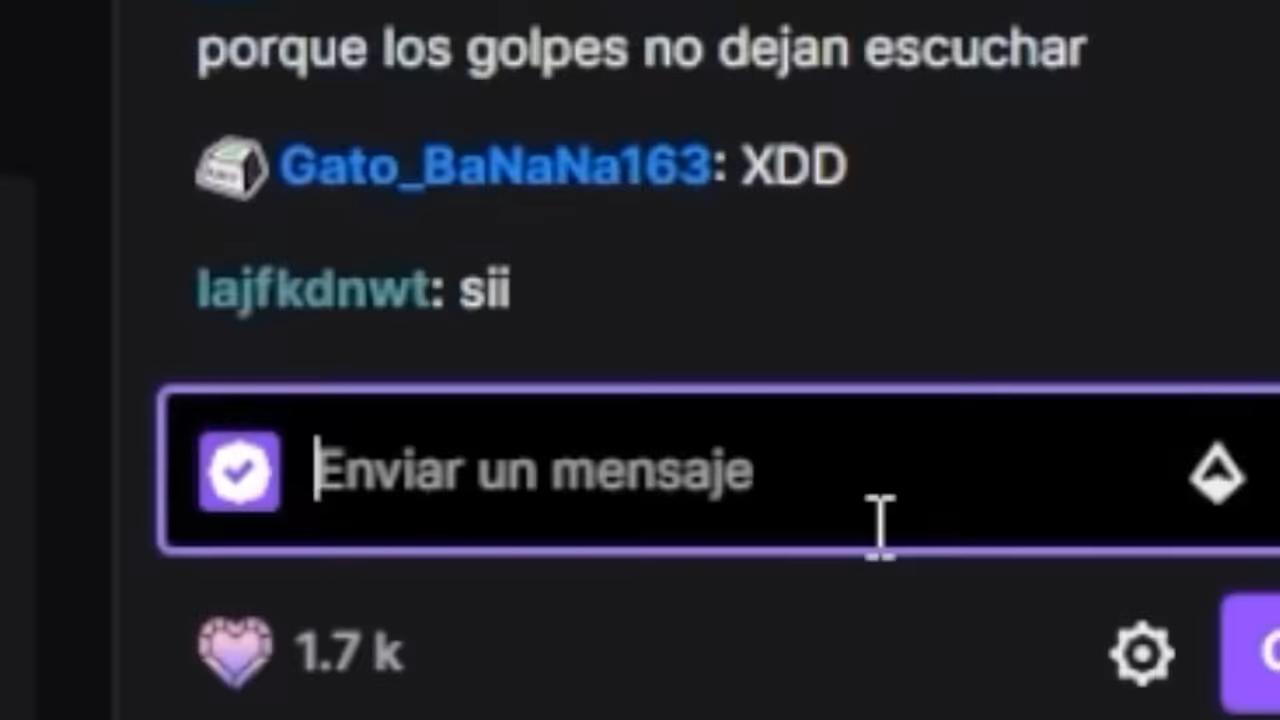 porque los golpes no dejan escuchar
Gato_BaNaNa163: XDD
lajfkdnwt: sii
Enviar un mensaje
1.7 k